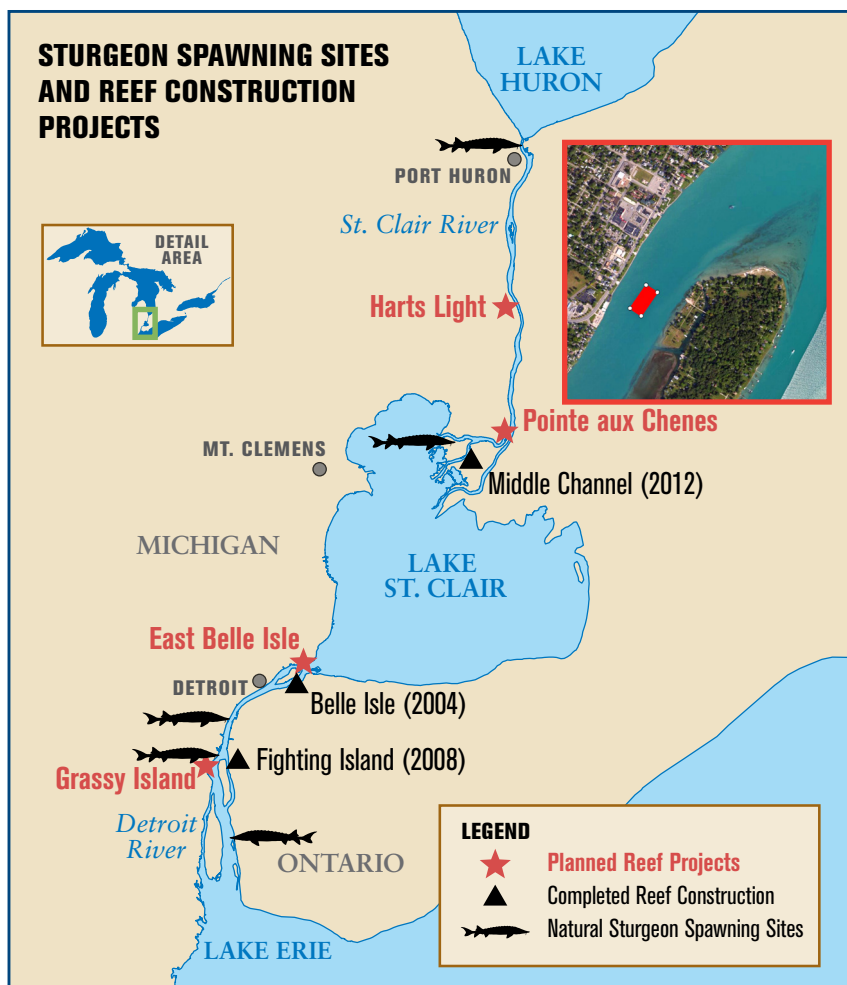 STURGEON SPAWNING SITES
AND REEF CONSTRUCTION
PROJECTS
LAKE
HURON
PORT HURON
St. Clair River
DETAIL
AREA
Harts Light
Pointe aux Chenes
MT. CLEMENS
Middle Channel (2012)
MICHIGAN
LAKE
ST. CLAIR
East Belle Isle
DETROIT
Belle Isle (2004)
Fighting Island (2008)
Grassy Island
Detroit
River
ONTARIO
LAKE ERIE
LEGEND
Planned Reef Projects
Completed Reef Construction
Natural Sturgeon Spawning Sites